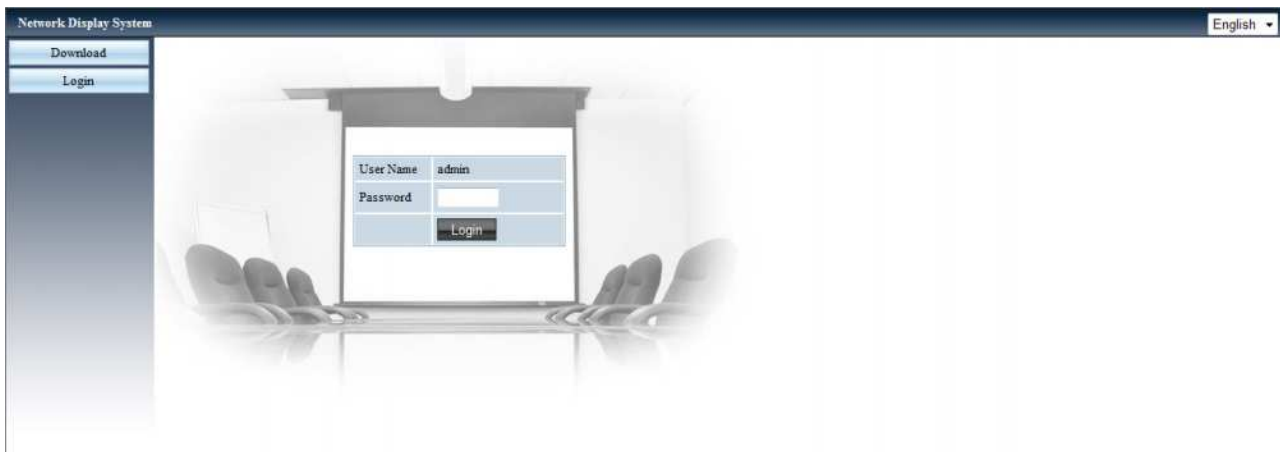 Network Display System
English
Download
Login
User Name admin
Password
Login